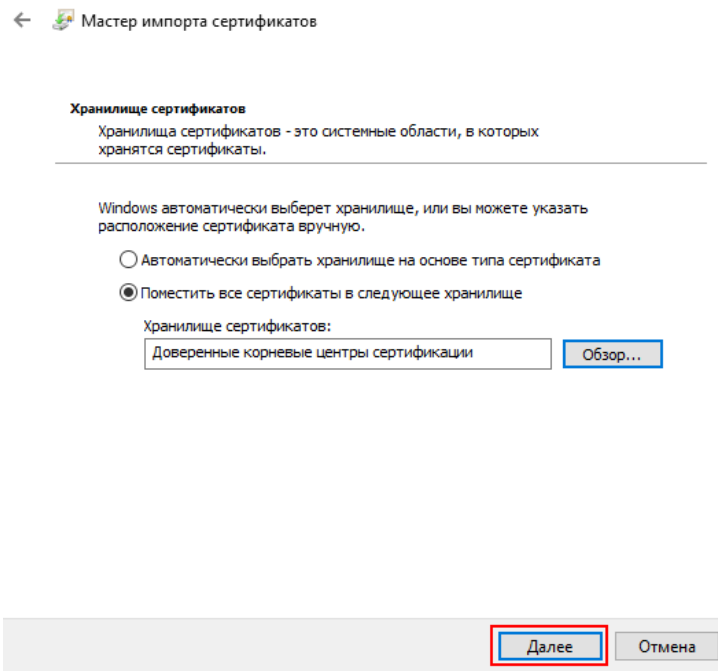 Мастер импорта сертификатов
Хранилище сертификатов
Хранилища сертификатов - это системные области, в которых
хранятся сертификаты.
Windows автоматически выберет хранилище, или вы можете указать
расположение сертификата вручную.
Автоматически выбрать хранилище на основе типа сертификата
Поместить все сертификаты в следующее хранилище
Хранилище сертификатов:
Доверенные корневые центры сертификации
Обзор...
Далее
Отмена